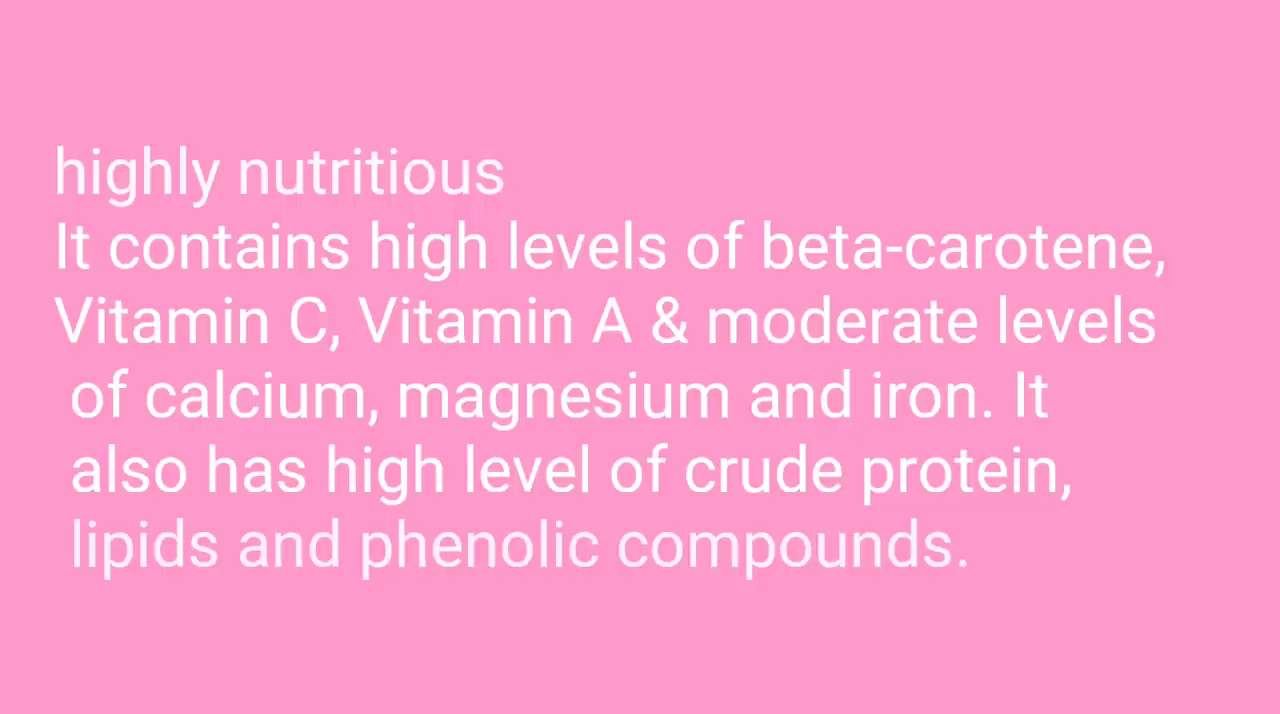 highly nutritious
It contains high levels of beta-carotene,
Vitamin C, Vitamin A & moderate levels
of calcium, magnesium and iron. It
also has high level of crude protein,
lipids and phenolic compounds.